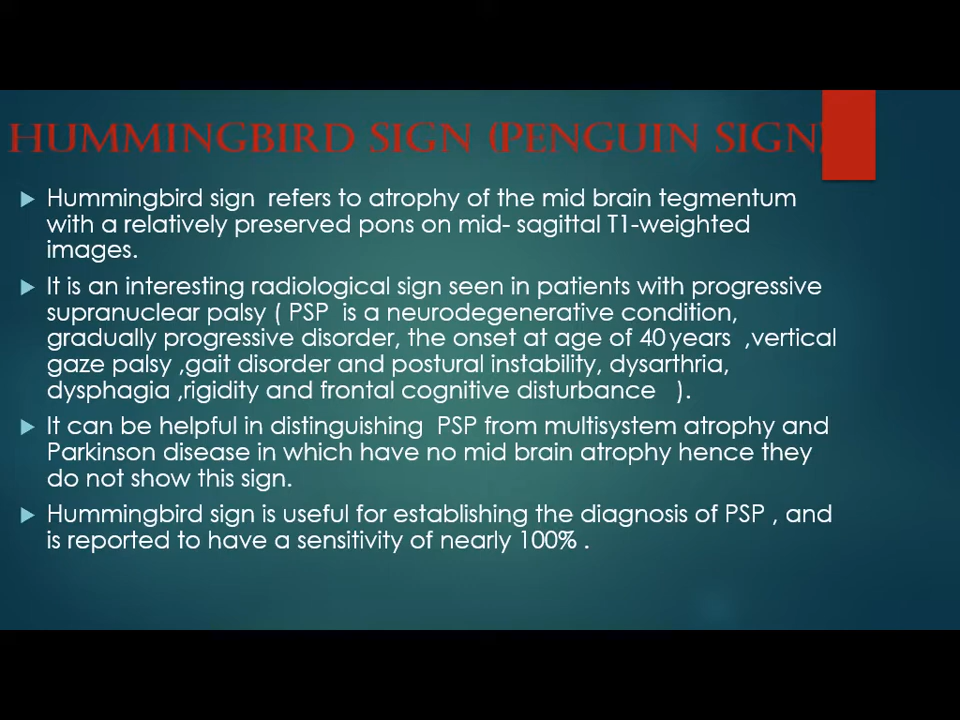 HUMMINGBIRD SIGN (PENGUIN SIGN)
Hummingbird sign refers to atrophy of the mid brain tegmentum
with a relatively preserved pons on mid- sagittal T1-weighted
images.
It is an interesting radiological sign seen in patients with progressive
supranuclear palsy ( PSP is a neurodegenerative condition,
gradually progressive disorder, the onset at age of 40 years ,vertical
gaze palsy ,gait disorder and postural instability, dysarthria,
dysphagia ,rigidity and frontal cognitive disturbance ).
It can be helpful in distinguishing PSP from multisystem atrophy and
Parkinson disease in which have no mid brain atrophy hence they
do not show this sign.
Hummingbird sign is useful for establishing the diagnosis of PSP , and
is reported to have a sensitivity of nearly 100% .